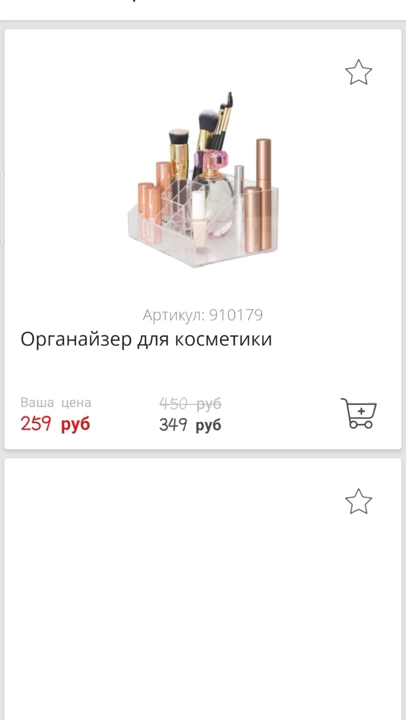 Артикул: 910179
Органайзер для косметики
Ваша цена
450 руб
259 руб
349 руб